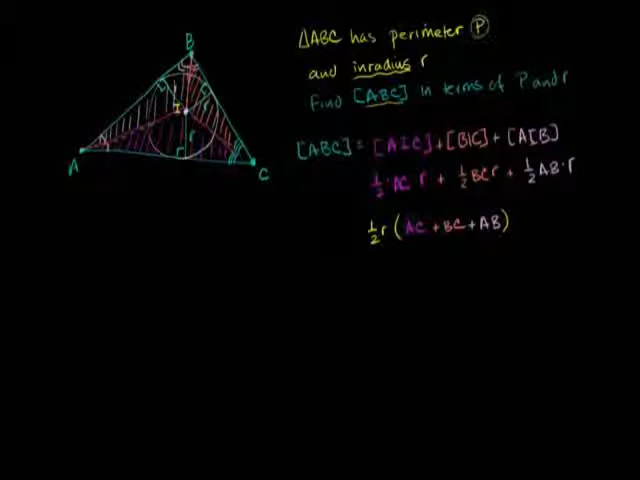 B
I
r
r
r
A
C
ΔABC has perimeter P
and inradius r
Find [ABC] in terms of P and r
[ABC] = [AIC] + [BIC] + [AIB]
1/2 · AC r + 1/2 BC r + 1/2 AB · r
1/2 r (AC + BC + AB)